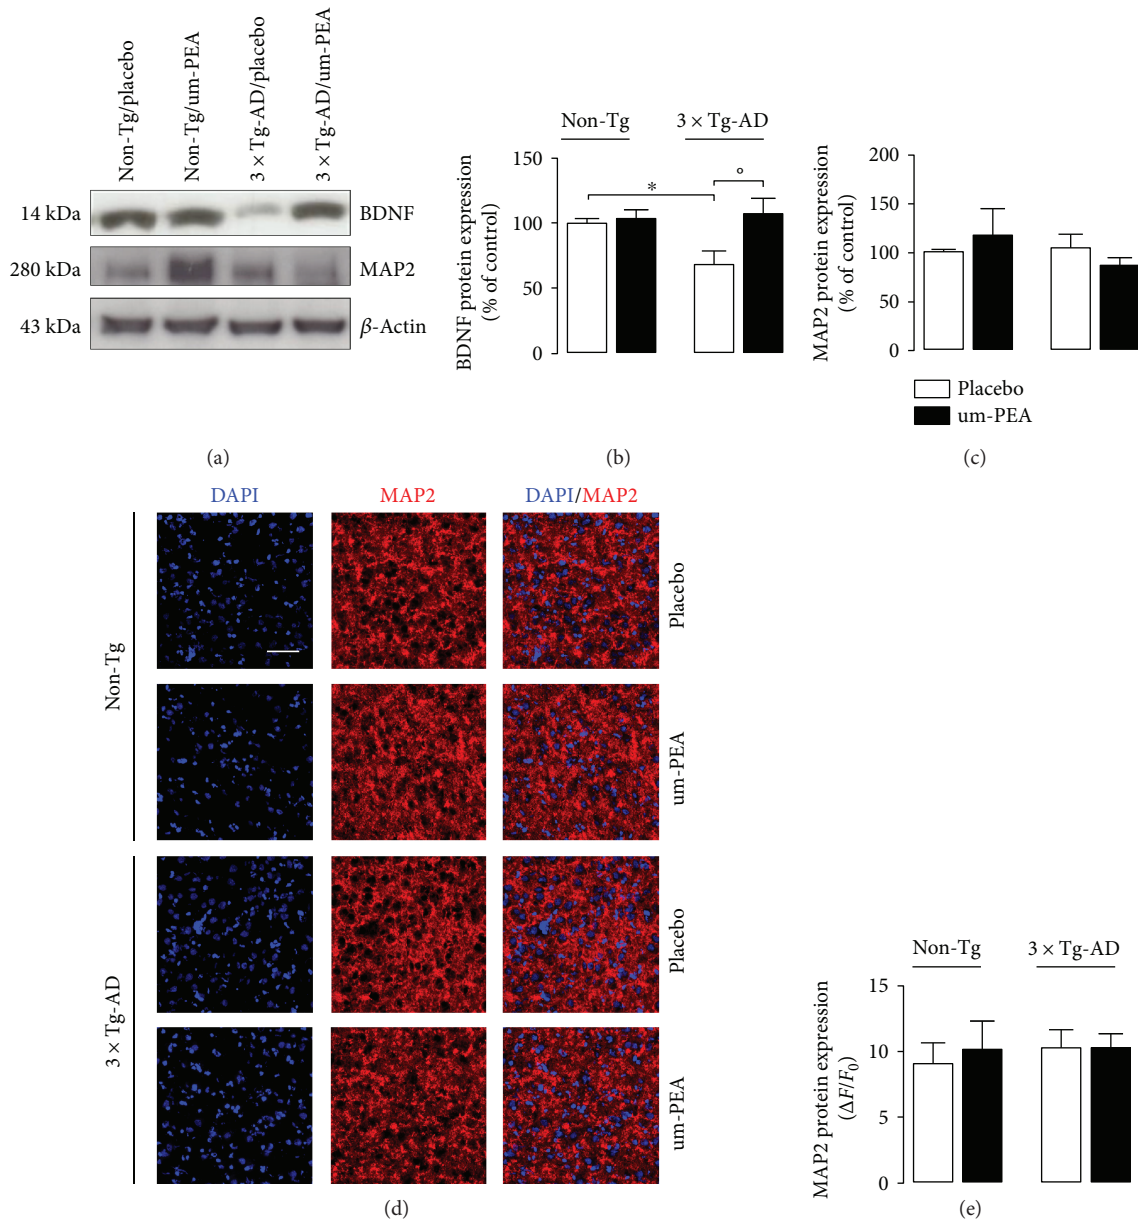 Non-Tg/placebo
Non-Tg/um-PEA
3 × Tg-AD/placebo
3 × Tg-AD/um-PEA
14 kDa
BDNF
280 kDa
MAP2
43 kDa
β-Actin
(a)
Non-Tg
3 × Tg-AD
BDNF protein expression
(% of control)
150
100
50
0
*
°
(b)
MAP2 protein expression
(% of control)
200
150
100
50
0
Placebo
um-PEA
(c)
DAPI
MAP2
DAPI/MAP2
Non-Tg
Placebo
um-PEA
3 × Tg-AD
Placebo
um-PEA
(d)
Non-Tg
3 × Tg-AD
MAP2 protein expression
(ΔF/F0)
15
10
5
0
(e)